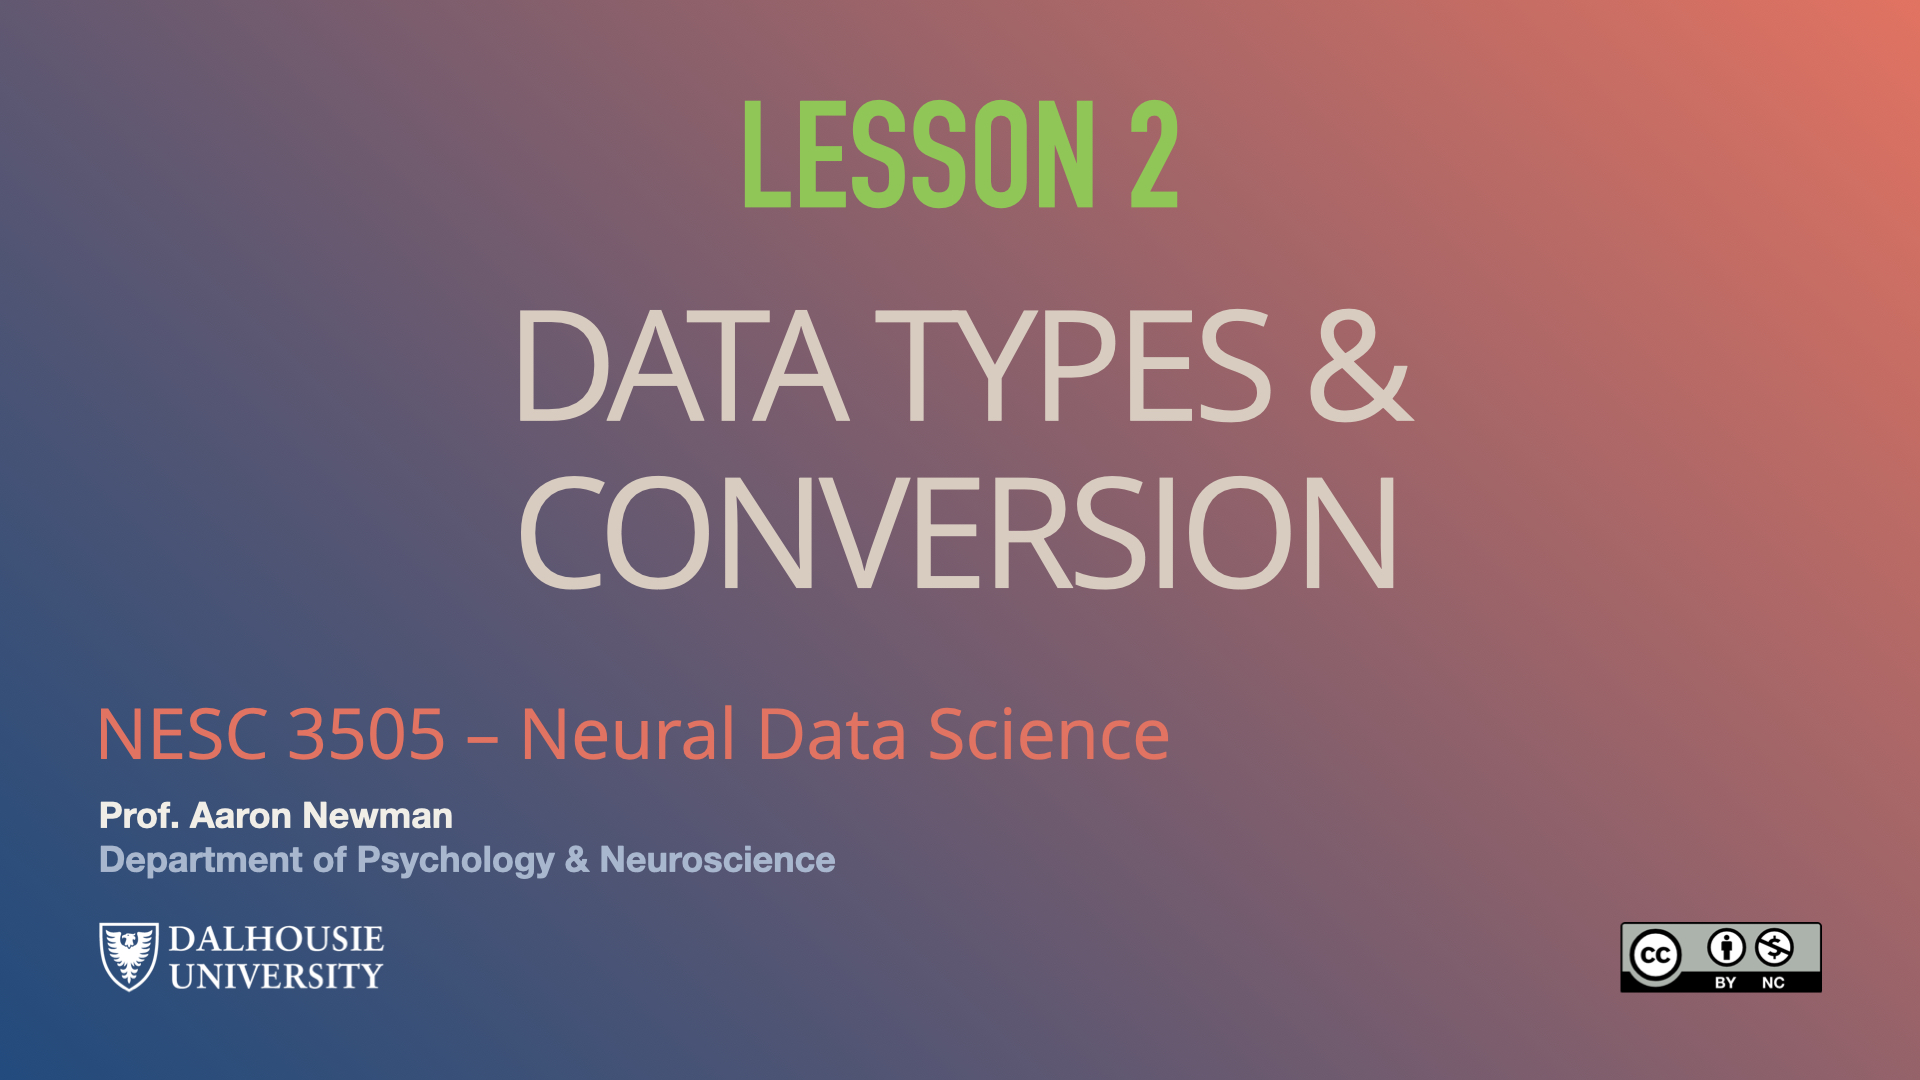 LESSON 2
DATA TYPES &
CONVERSION
NESC 3505 – Neural Data Science
Prof. Aaron Newman
Department of Psychology & Neuroscience
DALHOUSIE
UNIVERSITY
CC
BY NC